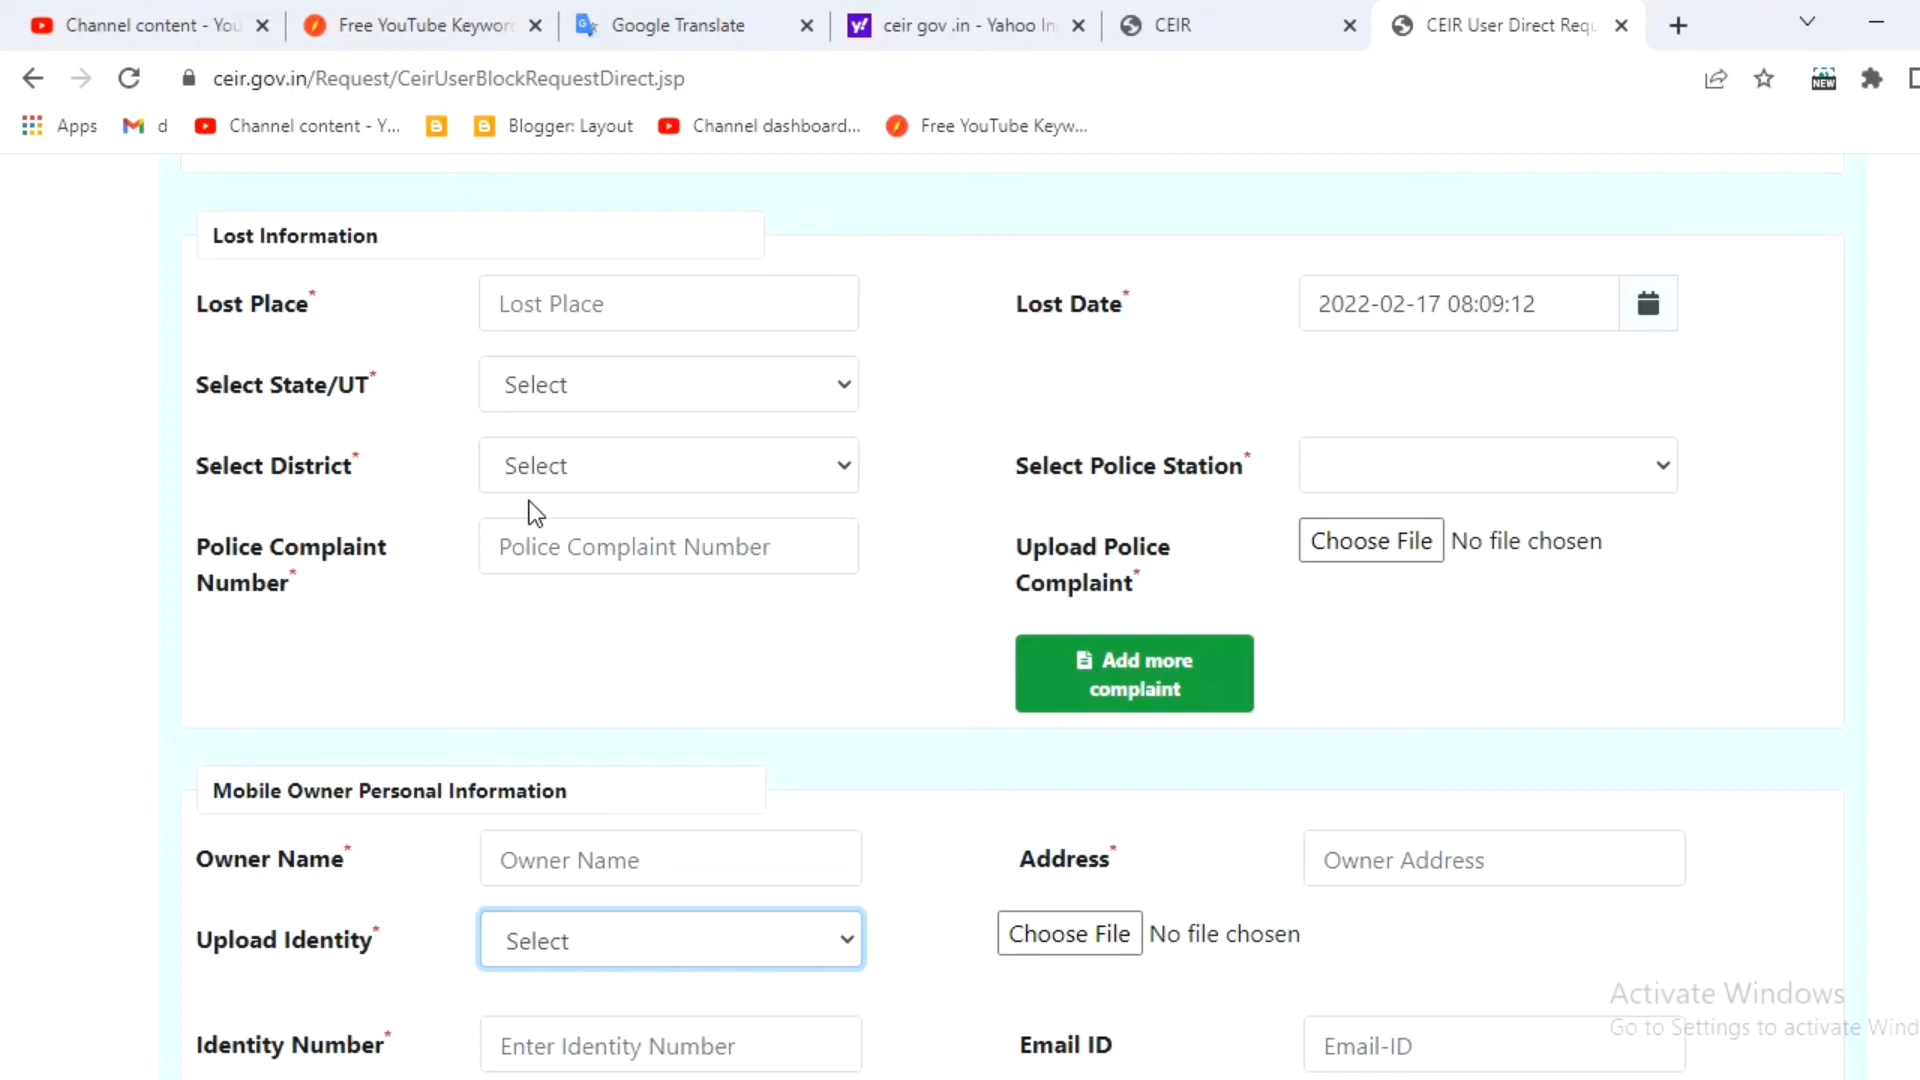 Channel content - You
Free YouTube Keyword
Google Translate
ceir gov .in - Yahoo In
CEIR
CEIR User Direct Requ
ceir.gov.in/Request/CeirUserBlockRequestDirect.jsp
NEW
Apps
d
Channel content - Y...
Blogger: Layout
Channel dashboard...
Free YouTube Keyw...
Lost Information
Lost Place*
Lost Place
Lost Date*
2022-02-17 08:09:12
Select State/UT*
Select
Select District*
Select
Select Police Station*
Police Complaint
Number*
Police Complaint Number
Upload Police
Complaint*
Choose File No file chosen
Add more
complaint
Mobile Owner Personal Information
Owner Name*
Owner Name
Address*
Owner Address
Upload Identity*
Select
Choose File No file chosen
Identity Number*
Enter Identity Number
Email ID
Email-ID
Activate Windows
Go to Settings to activate Wind